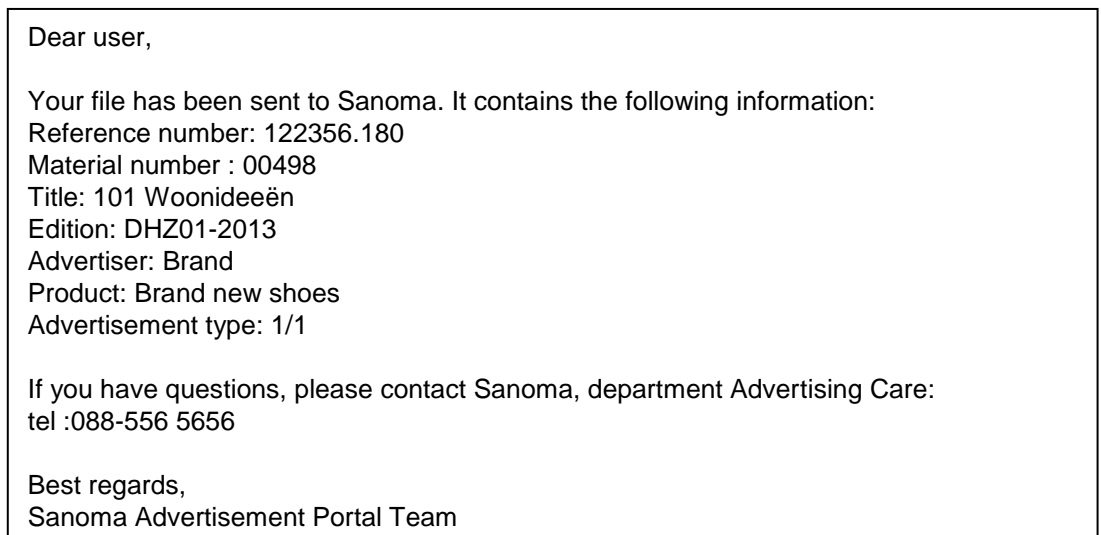 Dear user,
Your file has been sent to Sanoma. It contains the following information:
Reference number: 122356.180
Material number : 00498
Title: 101 Woonideeën
Edition: DHZ01-2013
Advertiser: Brand
Product: Brand new shoes
Advertisement type: 1/1
If you have questions, please contact Sanoma, department Advertising Care:
tel :088-556 5656
Best regards,
Sanoma Advertisement Portal Team